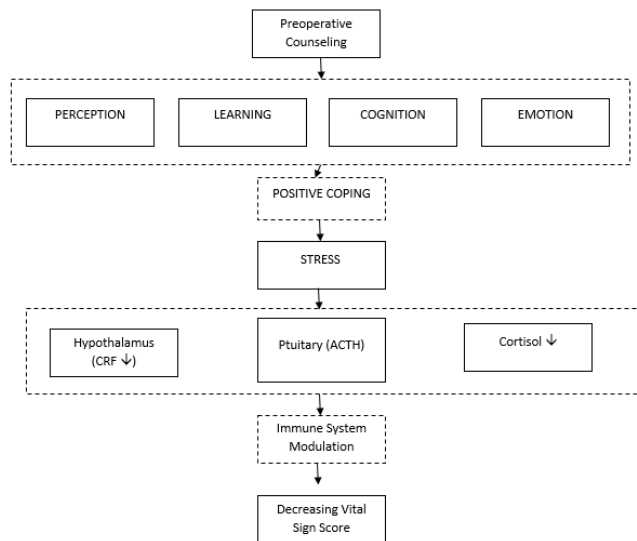 Preoperative
Counseling
PERCEPTION
LEARNING
COGNITION
EMOTION
POSITIVE COPING
STRESS
Hypothalamus
(CRF ↓)
Ptuitary (ACTH)
Cortisol ↓
Immune System
Modulation
Decreasing Vital
Sign Score